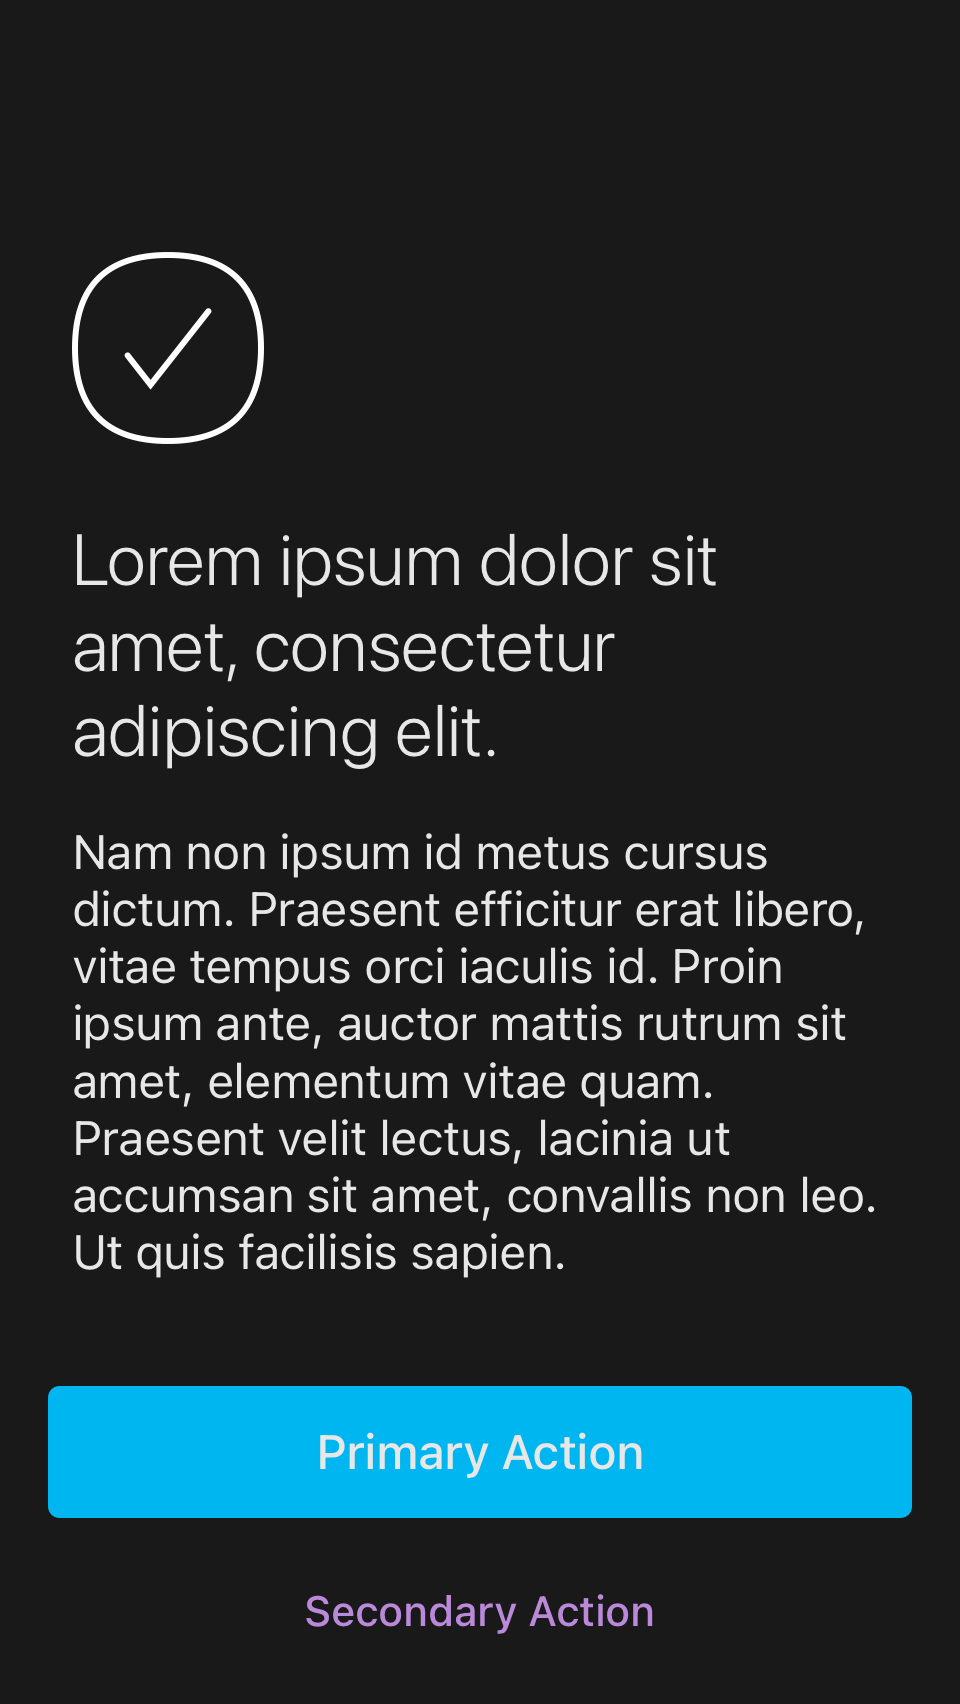 Lorem ipsum dolor sit
amet, consectetur
adipiscing elit.
Nam non ipsum id metus cursus
dictum. Praesent efficitur erat libero,
vitae tempus orci iaculis id. Proin
ipsum ante, auctor mattis rutrum sit
amet, elementum vitae quam.
Praesent velit lectus, lacinia ut
accumsan sit amet, convallis non leo.
Ut quis facilisis sapien.
Primary Action
Secondary Action